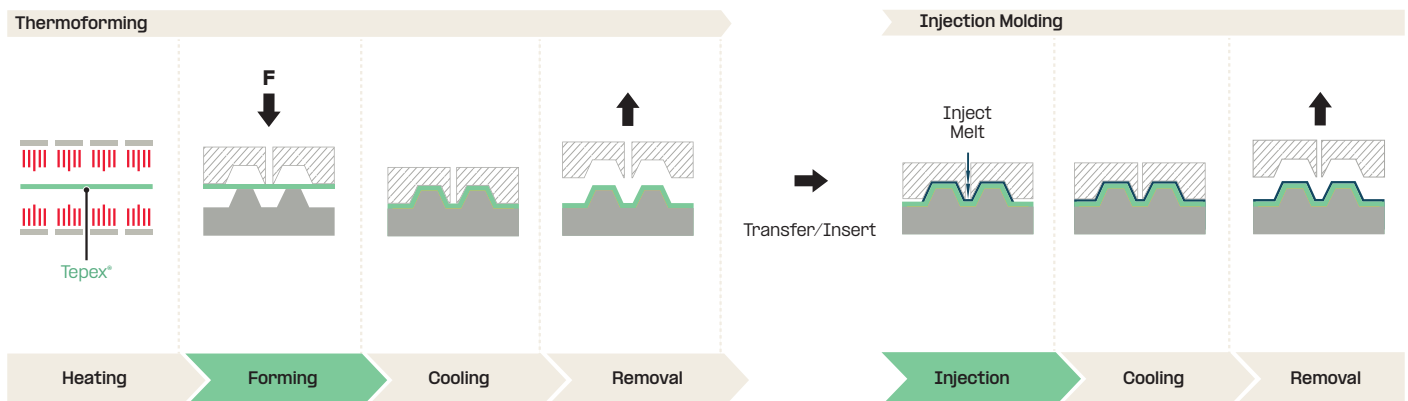 Thermoforming
Injection Molding
F
Inject
Melt
Transfer/Insert
Tepex®
Heating
Forming
Cooling
Removal
Injection
Cooling
Removal